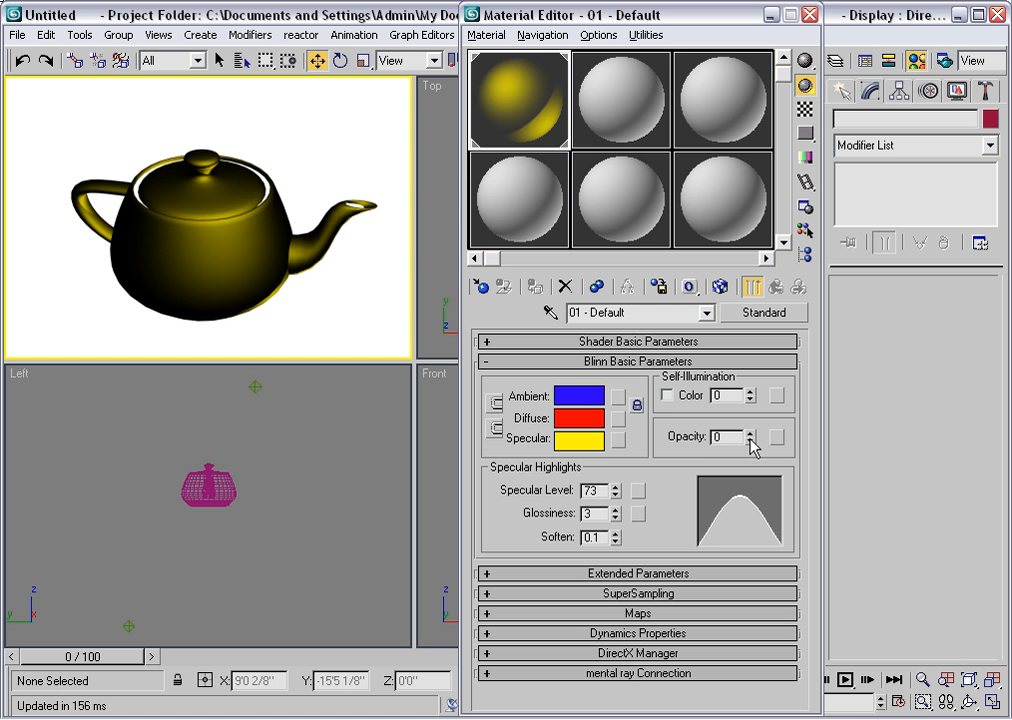 Untitled - Project Folder: C:\Documents and Settings\Admin\My Do
Material Editor - 01 - Default
- Display : Dire...
File Edit Tools Group Views Create Modifiers reactor Animation Graph Editors
Material Navigation Options Utilities
All
View
View
Top
Modifier List
01 - Default
Standard
+ Shader Basic Parameters
- Blinn Basic Parameters
Ambient:
Diffuse:
Specular:
Self-Illumination
Color 0
Opacity: 0
Specular Highlights
Specular Level: 73
Glossiness: 3
Soften: 0.1
+ Extended Parameters
+ SuperSampling
+ Maps
+ Dynamics Properties
+ DirectX Manager
+ mental ray Connection
Left
Front
z
y
x
z
y
y
z
< 0 / 100 >
None Selected
X: 9'0 2/8" Y: -15'5 1/8" Z: 0'0"
Updated in 156 ms